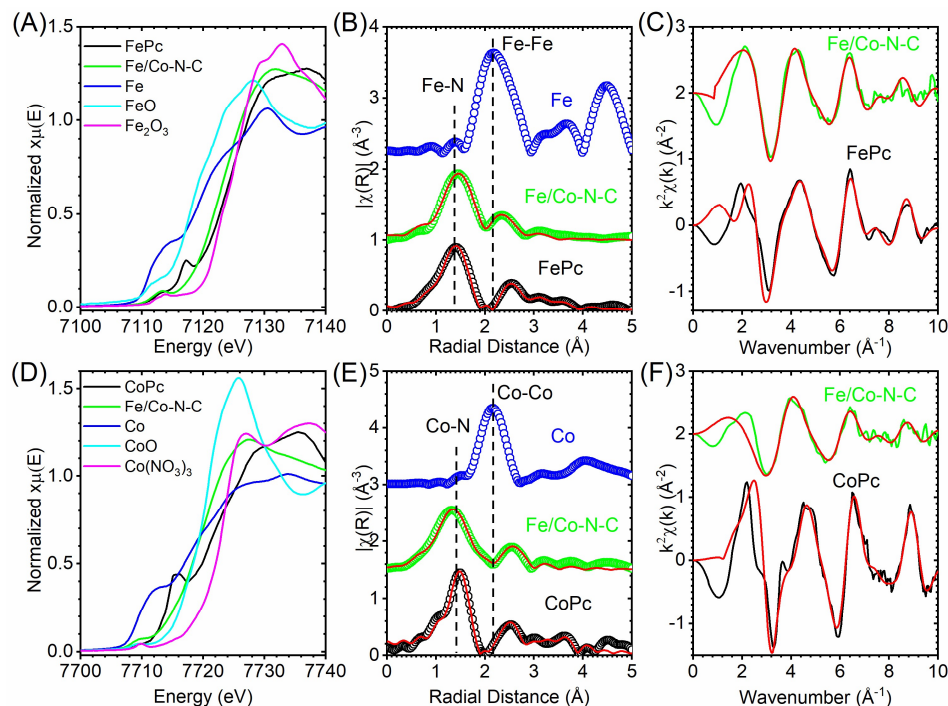 (A)
1.5
1.0
0.5
0.0
Normalized xμ(E)
FePc
Fe/Co-N-C
Fe
FeO
Fe₂O₃
7100 7110 7120 7130 7140
Energy (eV)
(B)
4
3
2
1
0
|χ(R)| (Å⁻³)
Fe-Fe
Fe-N
Fe
Fe/Co-N-C
FePc
0 1 2 3 4 5
Radial Distance (Å)
(C)
3
2
1
0
-1
k²χ(k) (Å⁻²)
Fe/Co-N-C
FePc
0 2 4 6 8 10
Wavenumber (Å⁻¹)
(D)
1.5
1.0
0.5
0.0
Normalized xμ(E)
CoPc
Fe/Co-N-C
Co
CoO
Co(NO₃)₃
7700 7710 7720 7730 7740
Energy (eV)
(E)
5
4
3
2
1
0
|χ(R)| (Å⁻³)
Co-Co
Co-N
Co
Fe/Co-N-C
CoPc
0 1 2 3 4 5
Radial Distance (Å)
(F)
3
2
1
0
-1
k²χ(k) (Å⁻²)
Fe/Co-N-C
CoPc
0 2 4 6 8 10
Wavenumber (Å⁻¹)